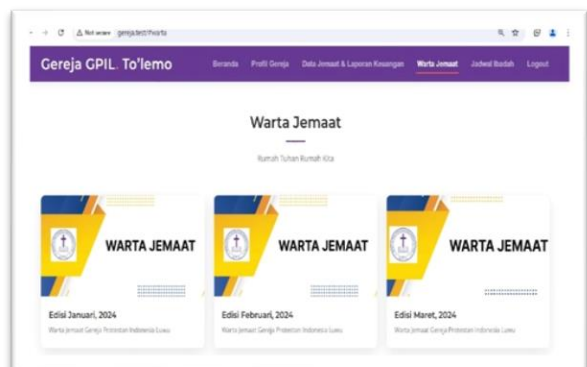 Not secure gereja.test/#warta
Gereja GPIL. To'lemo
Beranda Profil Gereja Data Jemaat & Laporan Keuangan Warta Jemaat Jadwal Ibadah Logout
Warta Jemaat
Rumah Tuhan Rumah Kita
WARTA JEMAAT WARTA JEMAAT WARTA JEMAAT
Edisi Januari, 2024 Edisi Februari, 2024 Edisi Maret, 2024
Warta Jemaat Gereja Protestan Indonesia Luwu Warta Jemaat Gereja Protestan Indonesia Luwu Warta Jemaat Gereja Protestan Indonesia Luwu